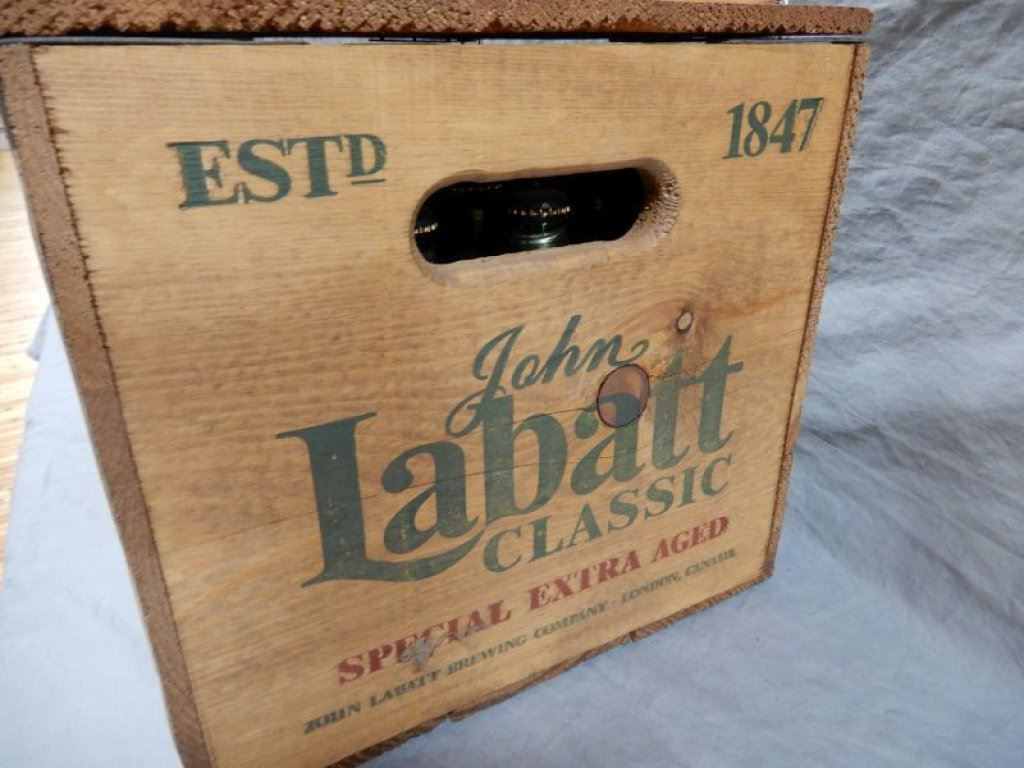 ESTD 1847
John
Labatt
CLASSIC
SPECIAL EXTRA AGED
JOHN LABATT BREWING COMPANY · LONDON, CANADA